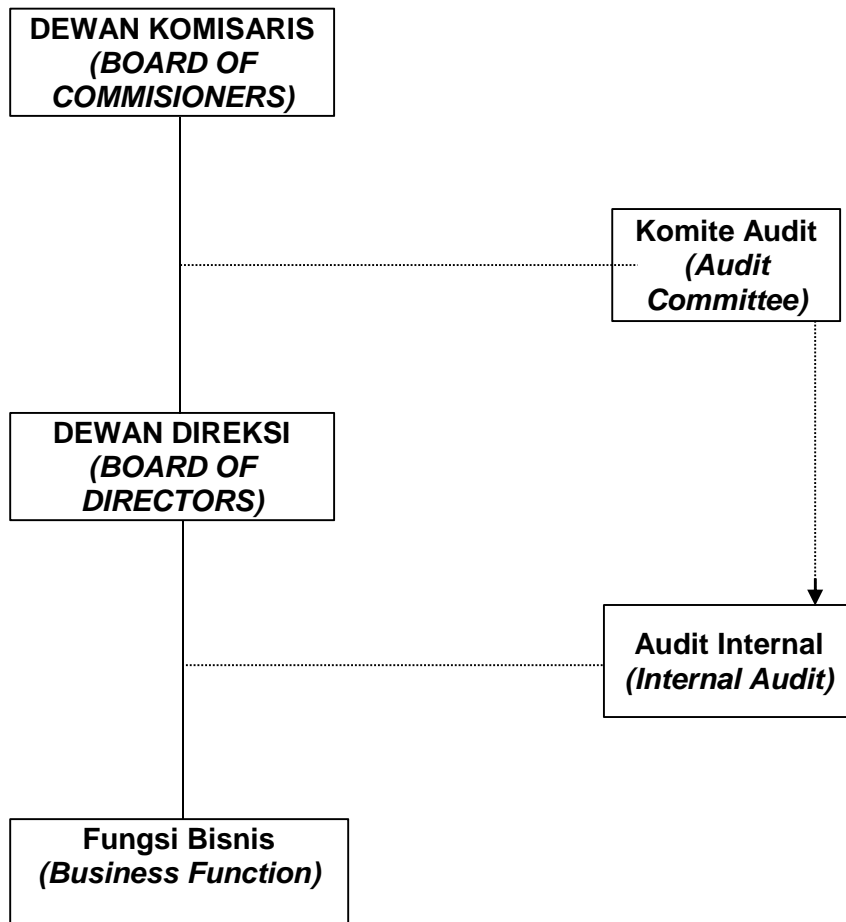 DEWAN KOMISARIS
(BOARD OF
COMMISIONERS)
Komite Audit
(Audit
Committee)
DEWAN DIREKSI
(BOARD OF
DIRECTORS)
Audit Internal
(Internal Audit)
Fungsi Bisnis
(Business Function)